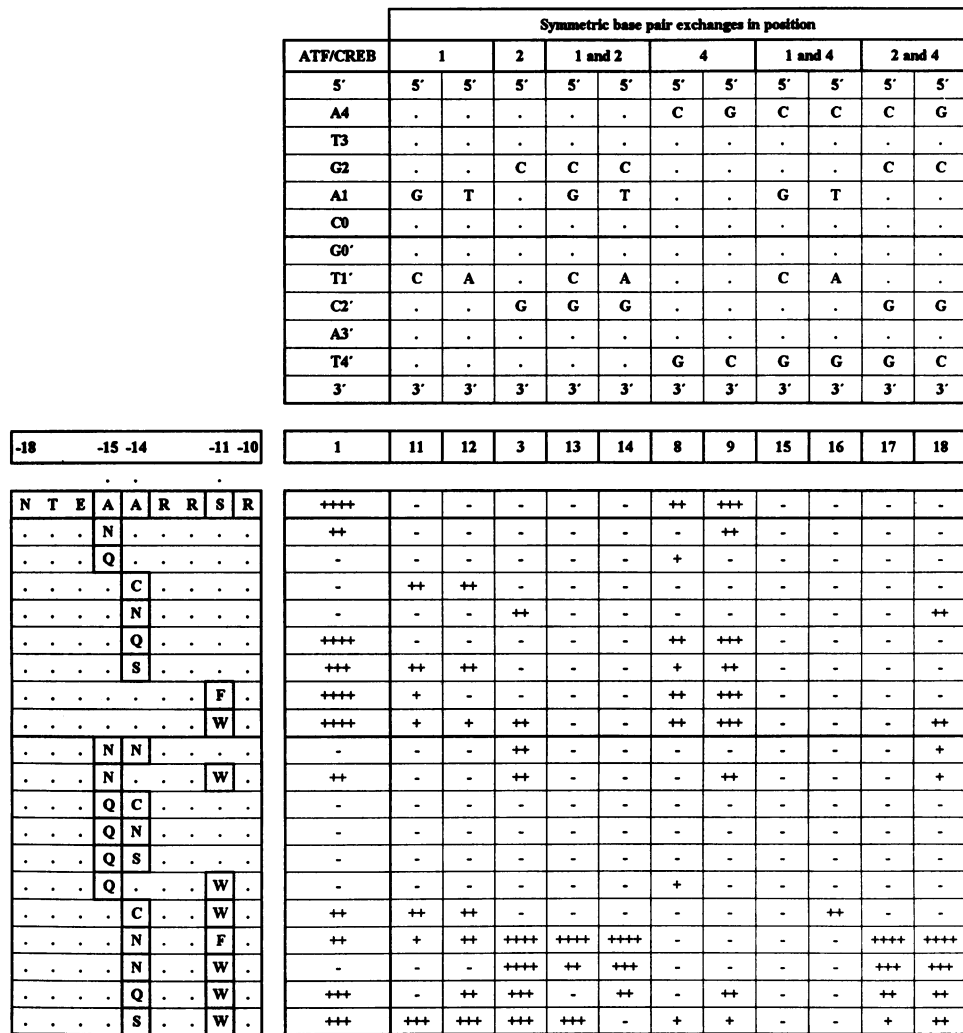 Symmetric base pair exchanges in position
ATF/CREB 1 2 1 and 2 4 1 and 4 2 and 4
5´ 5´ 5´ 5´ 5´ 5´ 5´ 5´ 5´ 5´ 5´ 5´
A4 . . . . . C G C C C G
T3 . . . . . . . . . . .
G2 . . C C C . . . . C C
A1 G T . G T . . G T . .
C0 . . . . . . . . . . .
G0´ . . . . . . . . . . .
T1´ C A . C A . . C A . .
C2´ . . G G G . . . . G G
A3´ . . . . . . . . . . .
T4´ . . . . . G C G G G C
3´ 3´ 3´ 3´ 3´ 3´ 3´ 3´ 3´ 3´ 3´ 3´
-18 -15 -14 -11 -10 1 11 12 3 13 14 8 9 15 16 17 18
. . .
N T E A A R R S R ++++ - - - - - ++ +++ - - - -
. . . N . . . . . ++ - - - - - - ++ - - - -
. . . Q . . . . . - - - - - - + - - - - -
. . . . C . . . . - ++ ++ - - - - - - - - -
. . . . N . . . . - - - ++ - - - - - - - ++
. . . . Q . . . . ++++ - - - - - ++ +++ - - - -
. . . . S . . . . +++ ++ ++ - - - + ++ - - - -
. . . . . . . F . ++++ + - - - - ++ +++ - - - -
. . . . . . . W . ++++ + + ++ - - ++ +++ - - - ++
. . . N N . . . . - - - ++ - - - - - - - +
. . . N . . . W . ++ - - ++ - - - ++ - - - +
. . . Q C . . . . - - - - - - - - - - - -
. . . Q N . . . . - - - - - - - - - - - -
. . . Q S . . . . - - - - - - - - - - - -
. . . Q . . . W . - - - - - - + - - - - -
. . . . C . . W . ++ ++ ++ - - - - - - ++ - -
. . . . N . . F . ++ + ++ ++++ ++++ ++++ - - - - ++++ ++++
. . . . N . . W . - - - ++++ ++ +++ - - - - +++ +++
. . . . Q . . W . +++ - ++ +++ - ++ - ++ - - ++ ++
. . . . S . . W . +++ +++ +++ +++ +++ - + + - - + ++